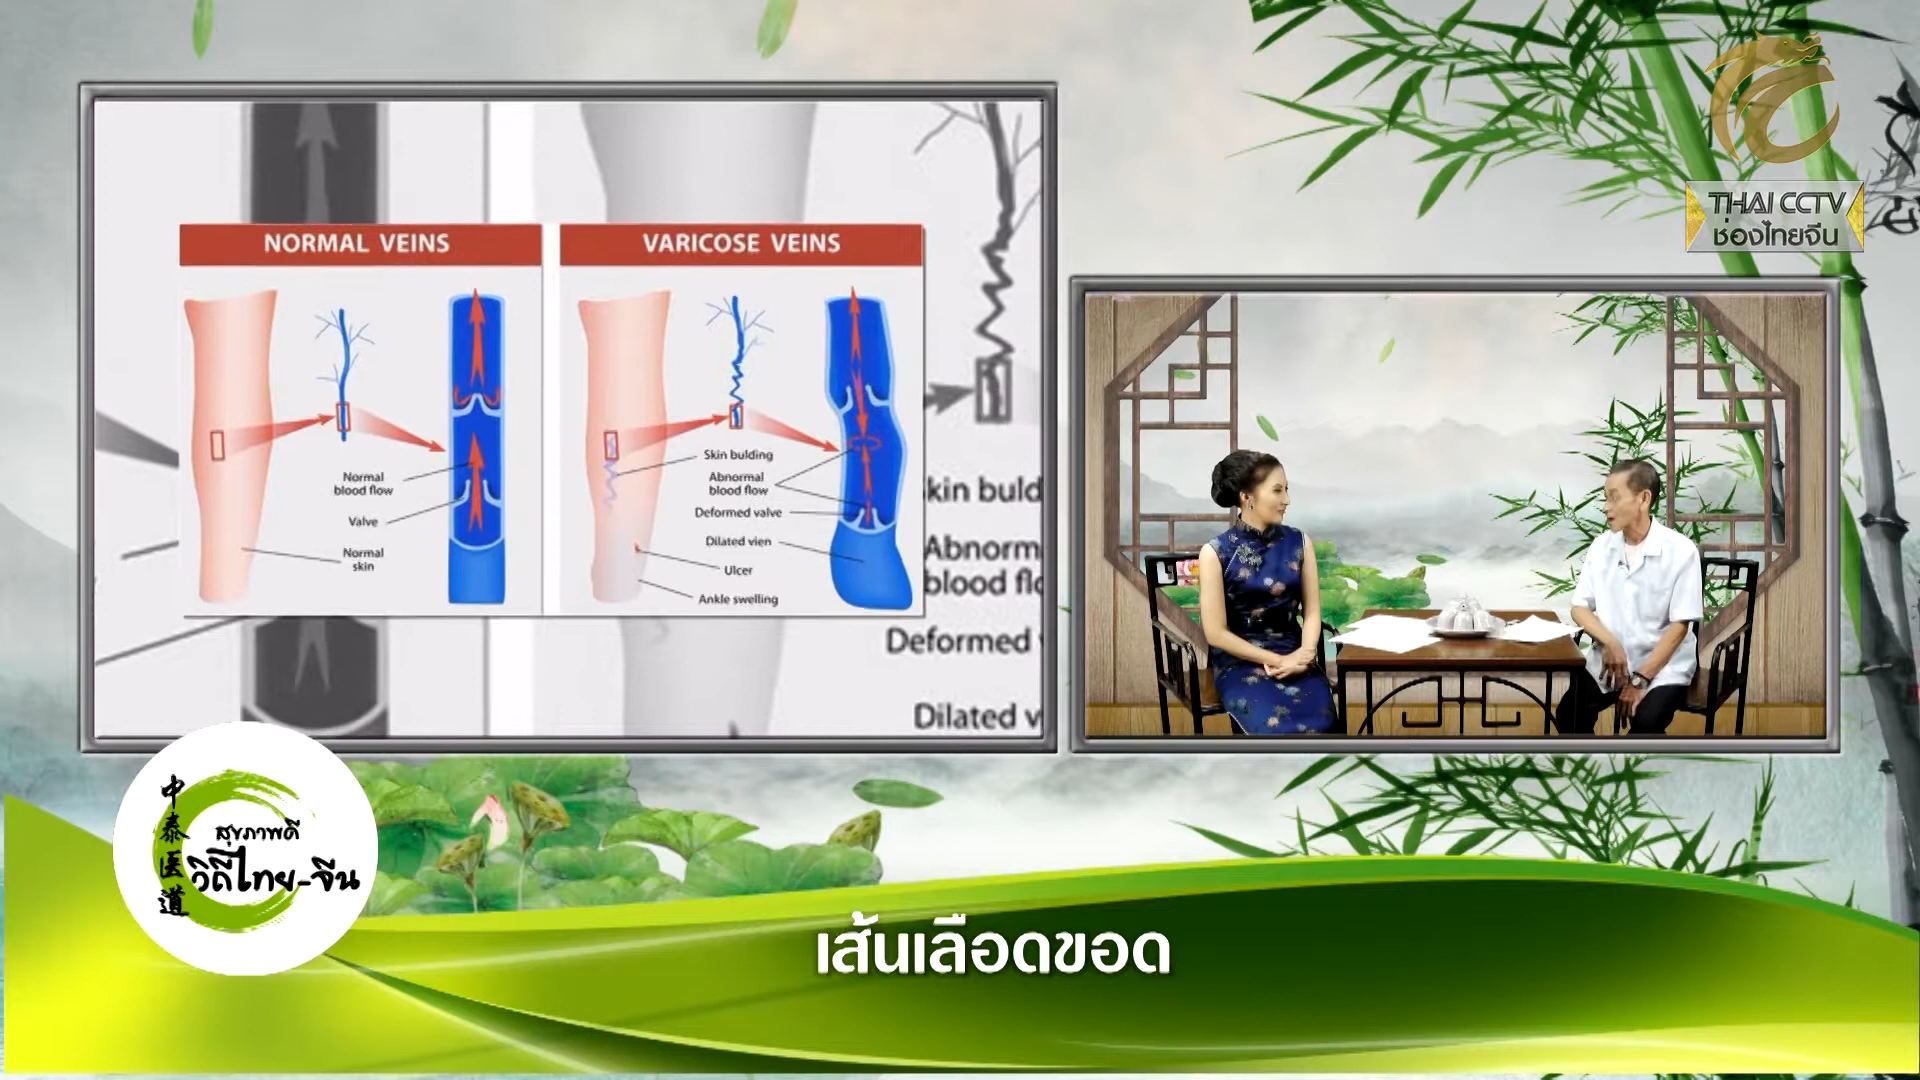 THAI CCTV
ช่องไทยจีน
NORMAL VEINS
Normal
blood flow
Valve
Normal
skin
VARICOSE VEINS
Skin bulding
Abnormal
blood flow
Deformed valve
Dilated vien
Ulcer
Ankle swelling
kin buld
Abnorm
blood flo
Deformed
Dilated v
中泰医道
สุขภาพดี
วิถีไทย-จีน
เส้นเลือดขอด